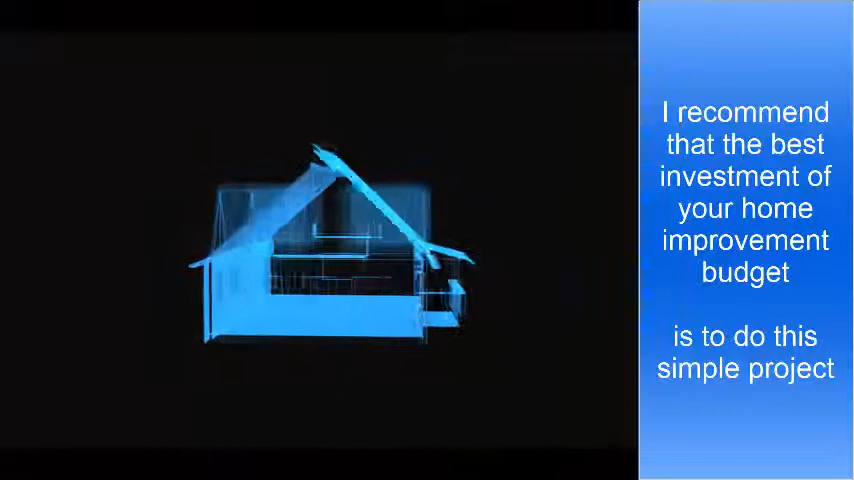 I recommend
that the best
investment of
your home
improvement
budget
is to do this
simple project